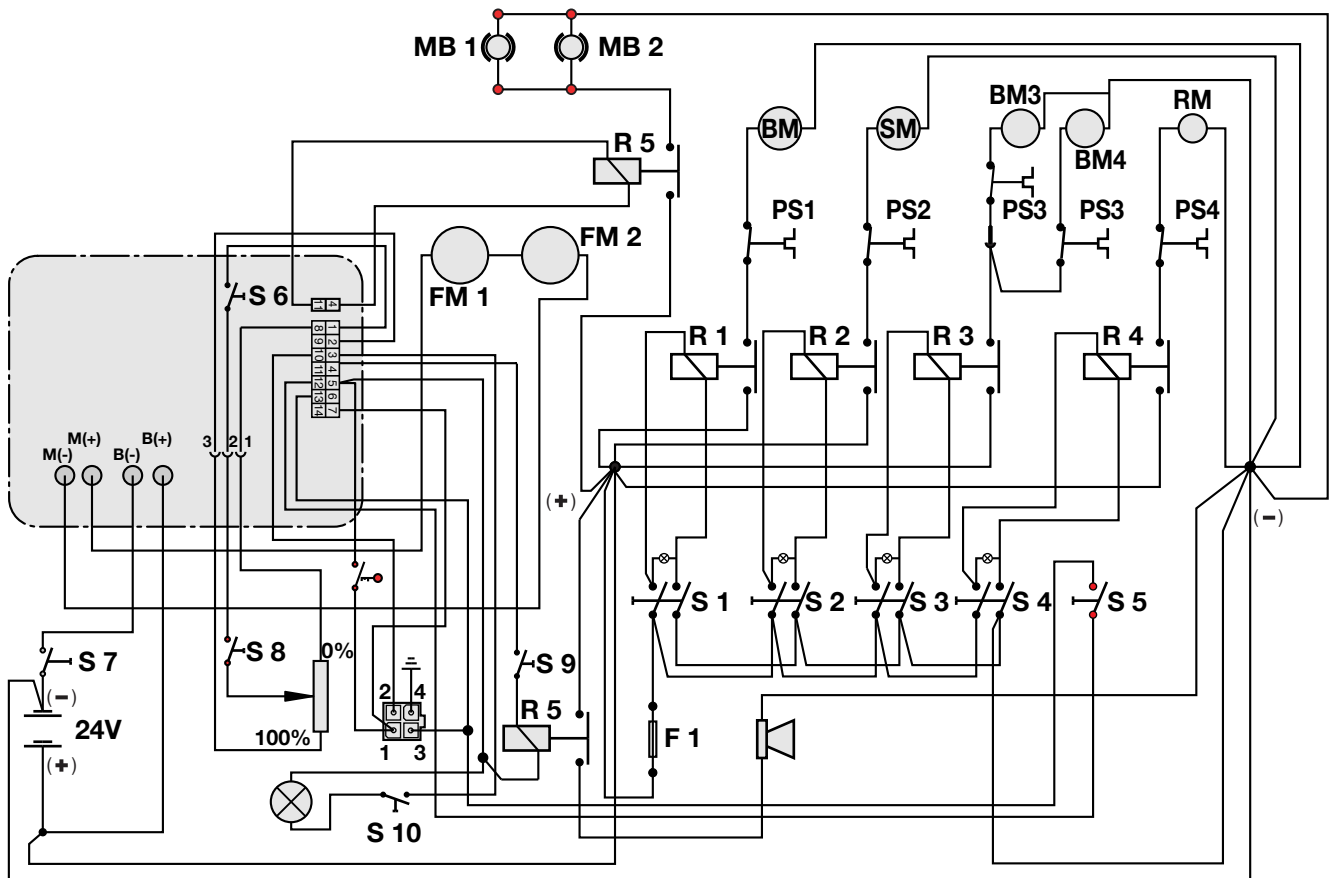 MB 1
MB 2
BM3
RM
BM
SM
R 5
BM4
PS1
PS2
PS3
PS3
PS4
FM 2
FM 1
S 6
11 4
8 1
9 2
10 3
11 4
12 5
13 6
14 7
R 1
R 2
R 3
R 4
3 2 1
M(+)
M(-)
B(-)
B(+)
(+)
(-)
S 1
S 2
S 3
S 4
S 5
S 7
S 8
0%
S 9
2 4
(-)
24V
(+)
100%
1 3
R 5
F 1
S 10